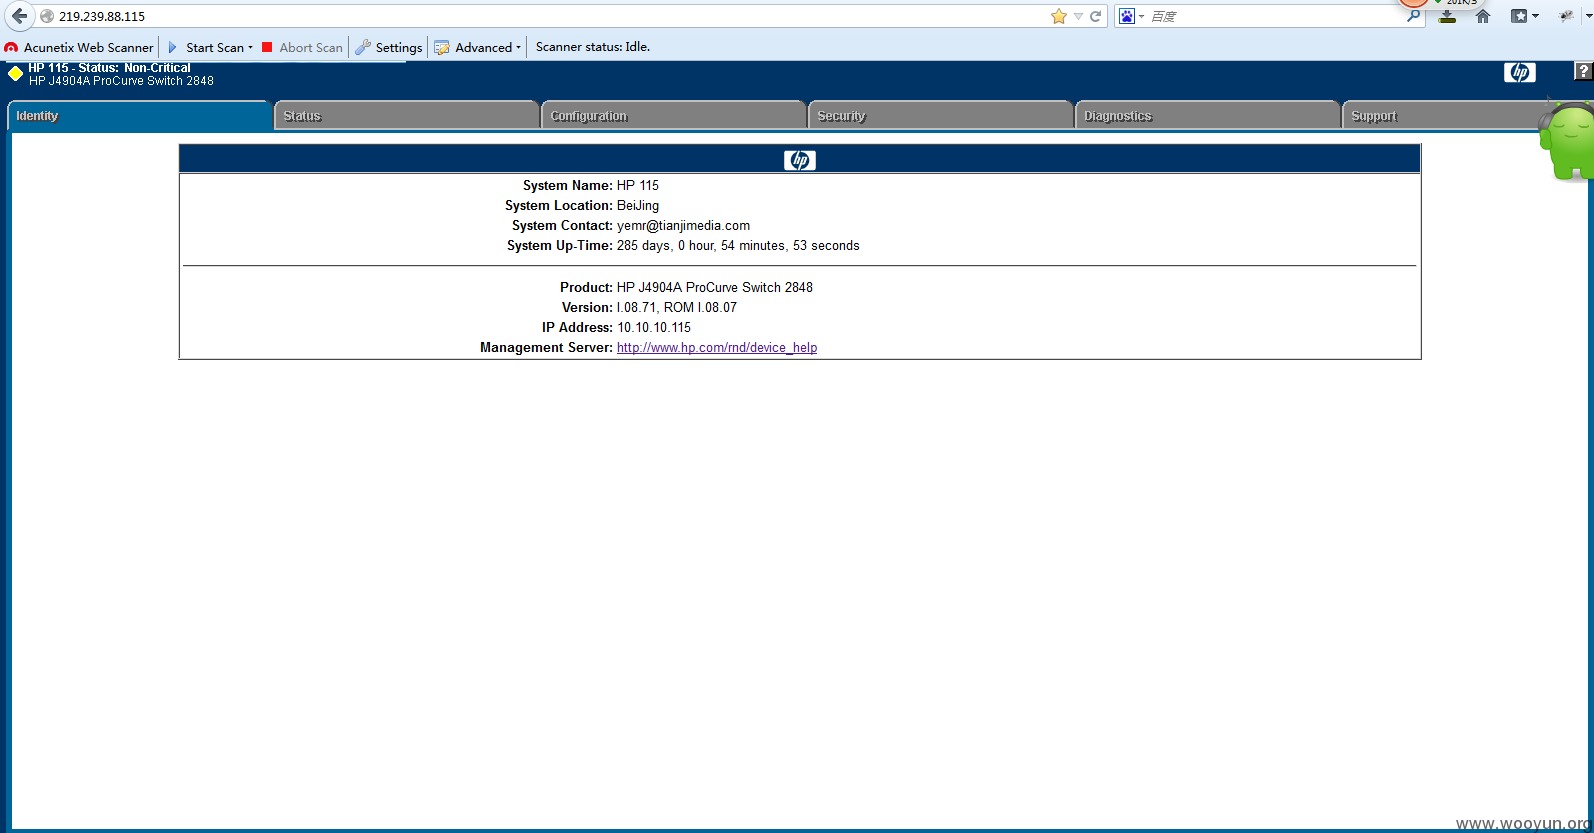 219.239.88.115
百度
201K/S
Acunetix Web Scanner Start Scan Abort Scan Settings Advanced Scanner status: Idle.
HP 115 - Status: Non-Critical
HP J4904A ProCurve Switch 2848
hp
?
Identity Status Configuration Security Diagnostics Support
hp
System Name: HP 115
System Location: BeiJing
System Contact: yemr@tianjimedia.com
System Up-Time: 285 days, 0 hour, 54 minutes, 53 seconds
Product: HP J4904A ProCurve Switch 2848
Version: I.08.71, ROM I.08.07
IP Address: 10.10.10.115
Management Server: http://www.hp.com/rnd/device_help
www.wooyun.org